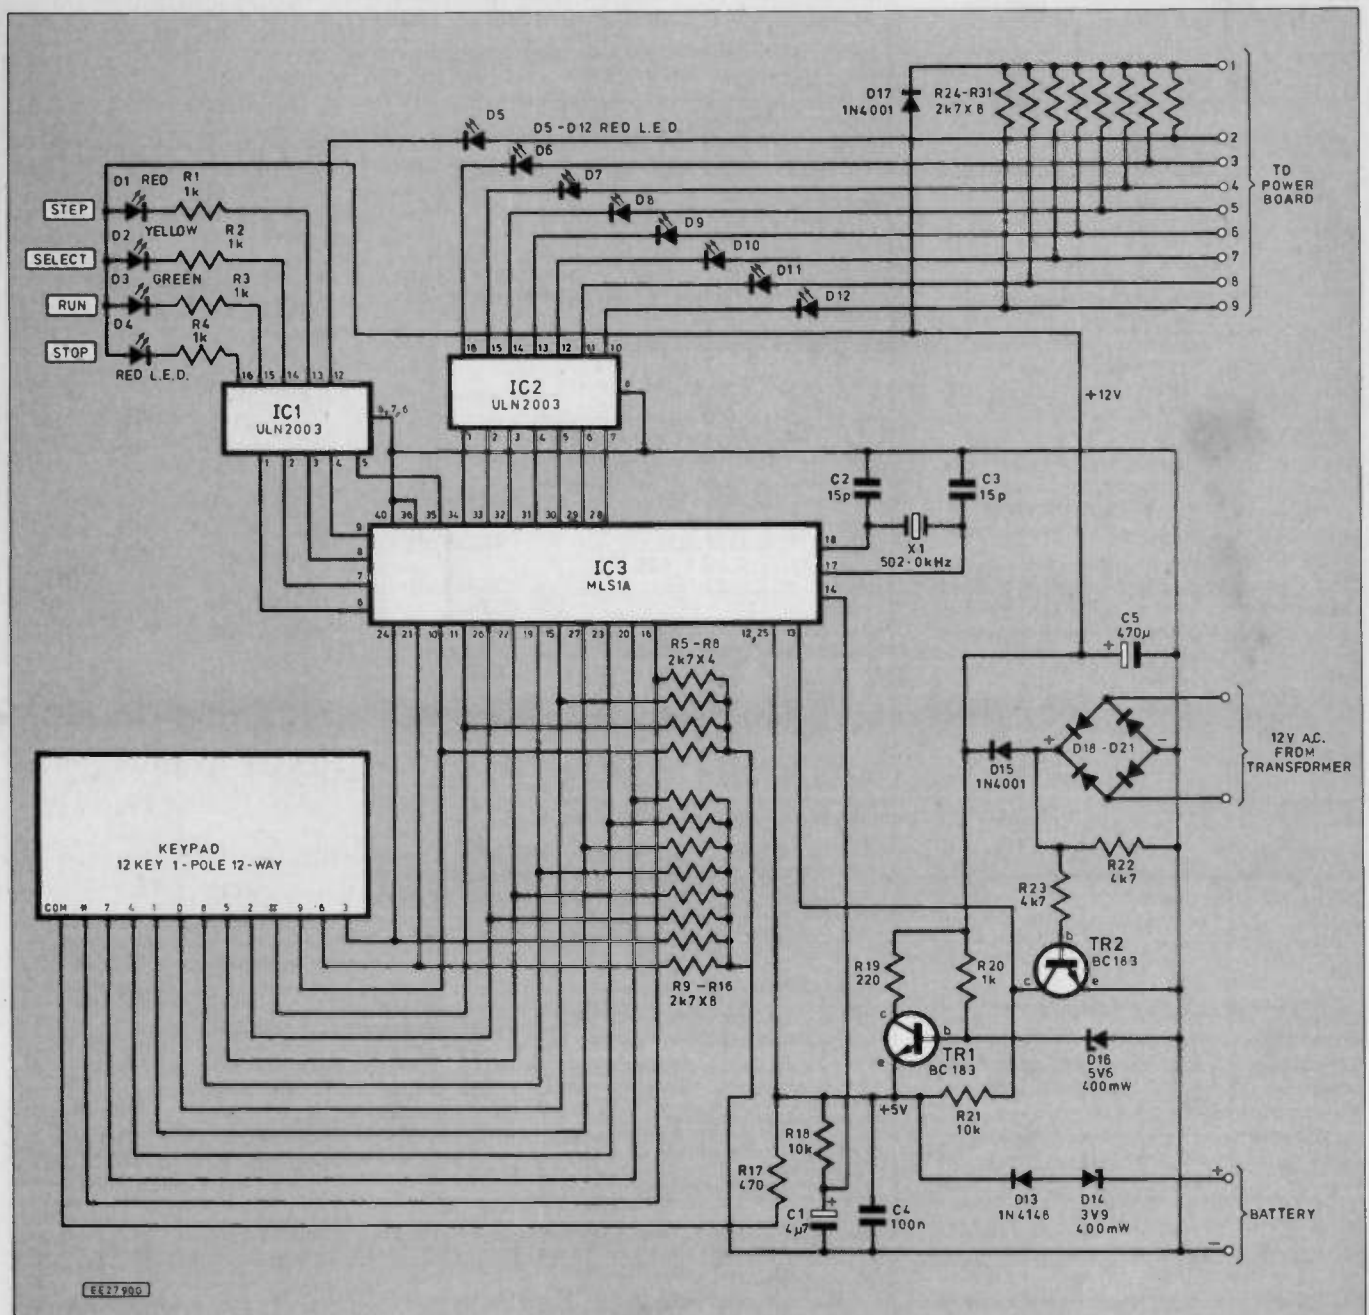 D17
1N4001
R24-R31
2k7X8
1
2
3
4
5
6
7
8
9
TO
POWER
BOARD
D5
D5-D12 RED L.E.D
D6
D7
D8
D9
D10
D11
D12
D1 RED
R1
1k
STEP
YELLOW
D2
R2
1k
SELECT
GREEN
D3
R3
1k
RUN
D4
R4
1k
STOP
RED L.E.D.
16 15 14 13 12
IC1
ULN2003
8,7,6
1 2 3 4 5
16 15 14 13 12 11 10
IC2
ULN2003
8
1 2 3 4 5 6 7
+12V
C2
15p
C3
15p
X1
502·0kHz
40 36 35 34 33 32 31 30 29 28
9
8
7
6
IC3
MLS1A
18
17
14
24 21 10 11 26 22 19 15 27 23 20 16 12,25 13
R5-R8
2k7X4
C5
470µ
+
+
D18-D21
-
12V A.C.
FROM
TRANSFORMER
D15
1N4001
R22
4k7
R23
4k7
KEYPAD
12 KEY 1-POLE 12-WAY
COM * 7 4 1 0 8 5 2 # 9 6 3
R9-R16
2k7X8
R19
220
R20
1k
b
TR2
BC183
c
e
c
b
e
TR1
BC183
D16
5V6
400mW
+5V
R21
10k
R18
10k
R17
470
+
C1
4µ7
C4
100n
D13
1N4148
D14
3V9
400mW
+
BATTERY
-
EE2790G